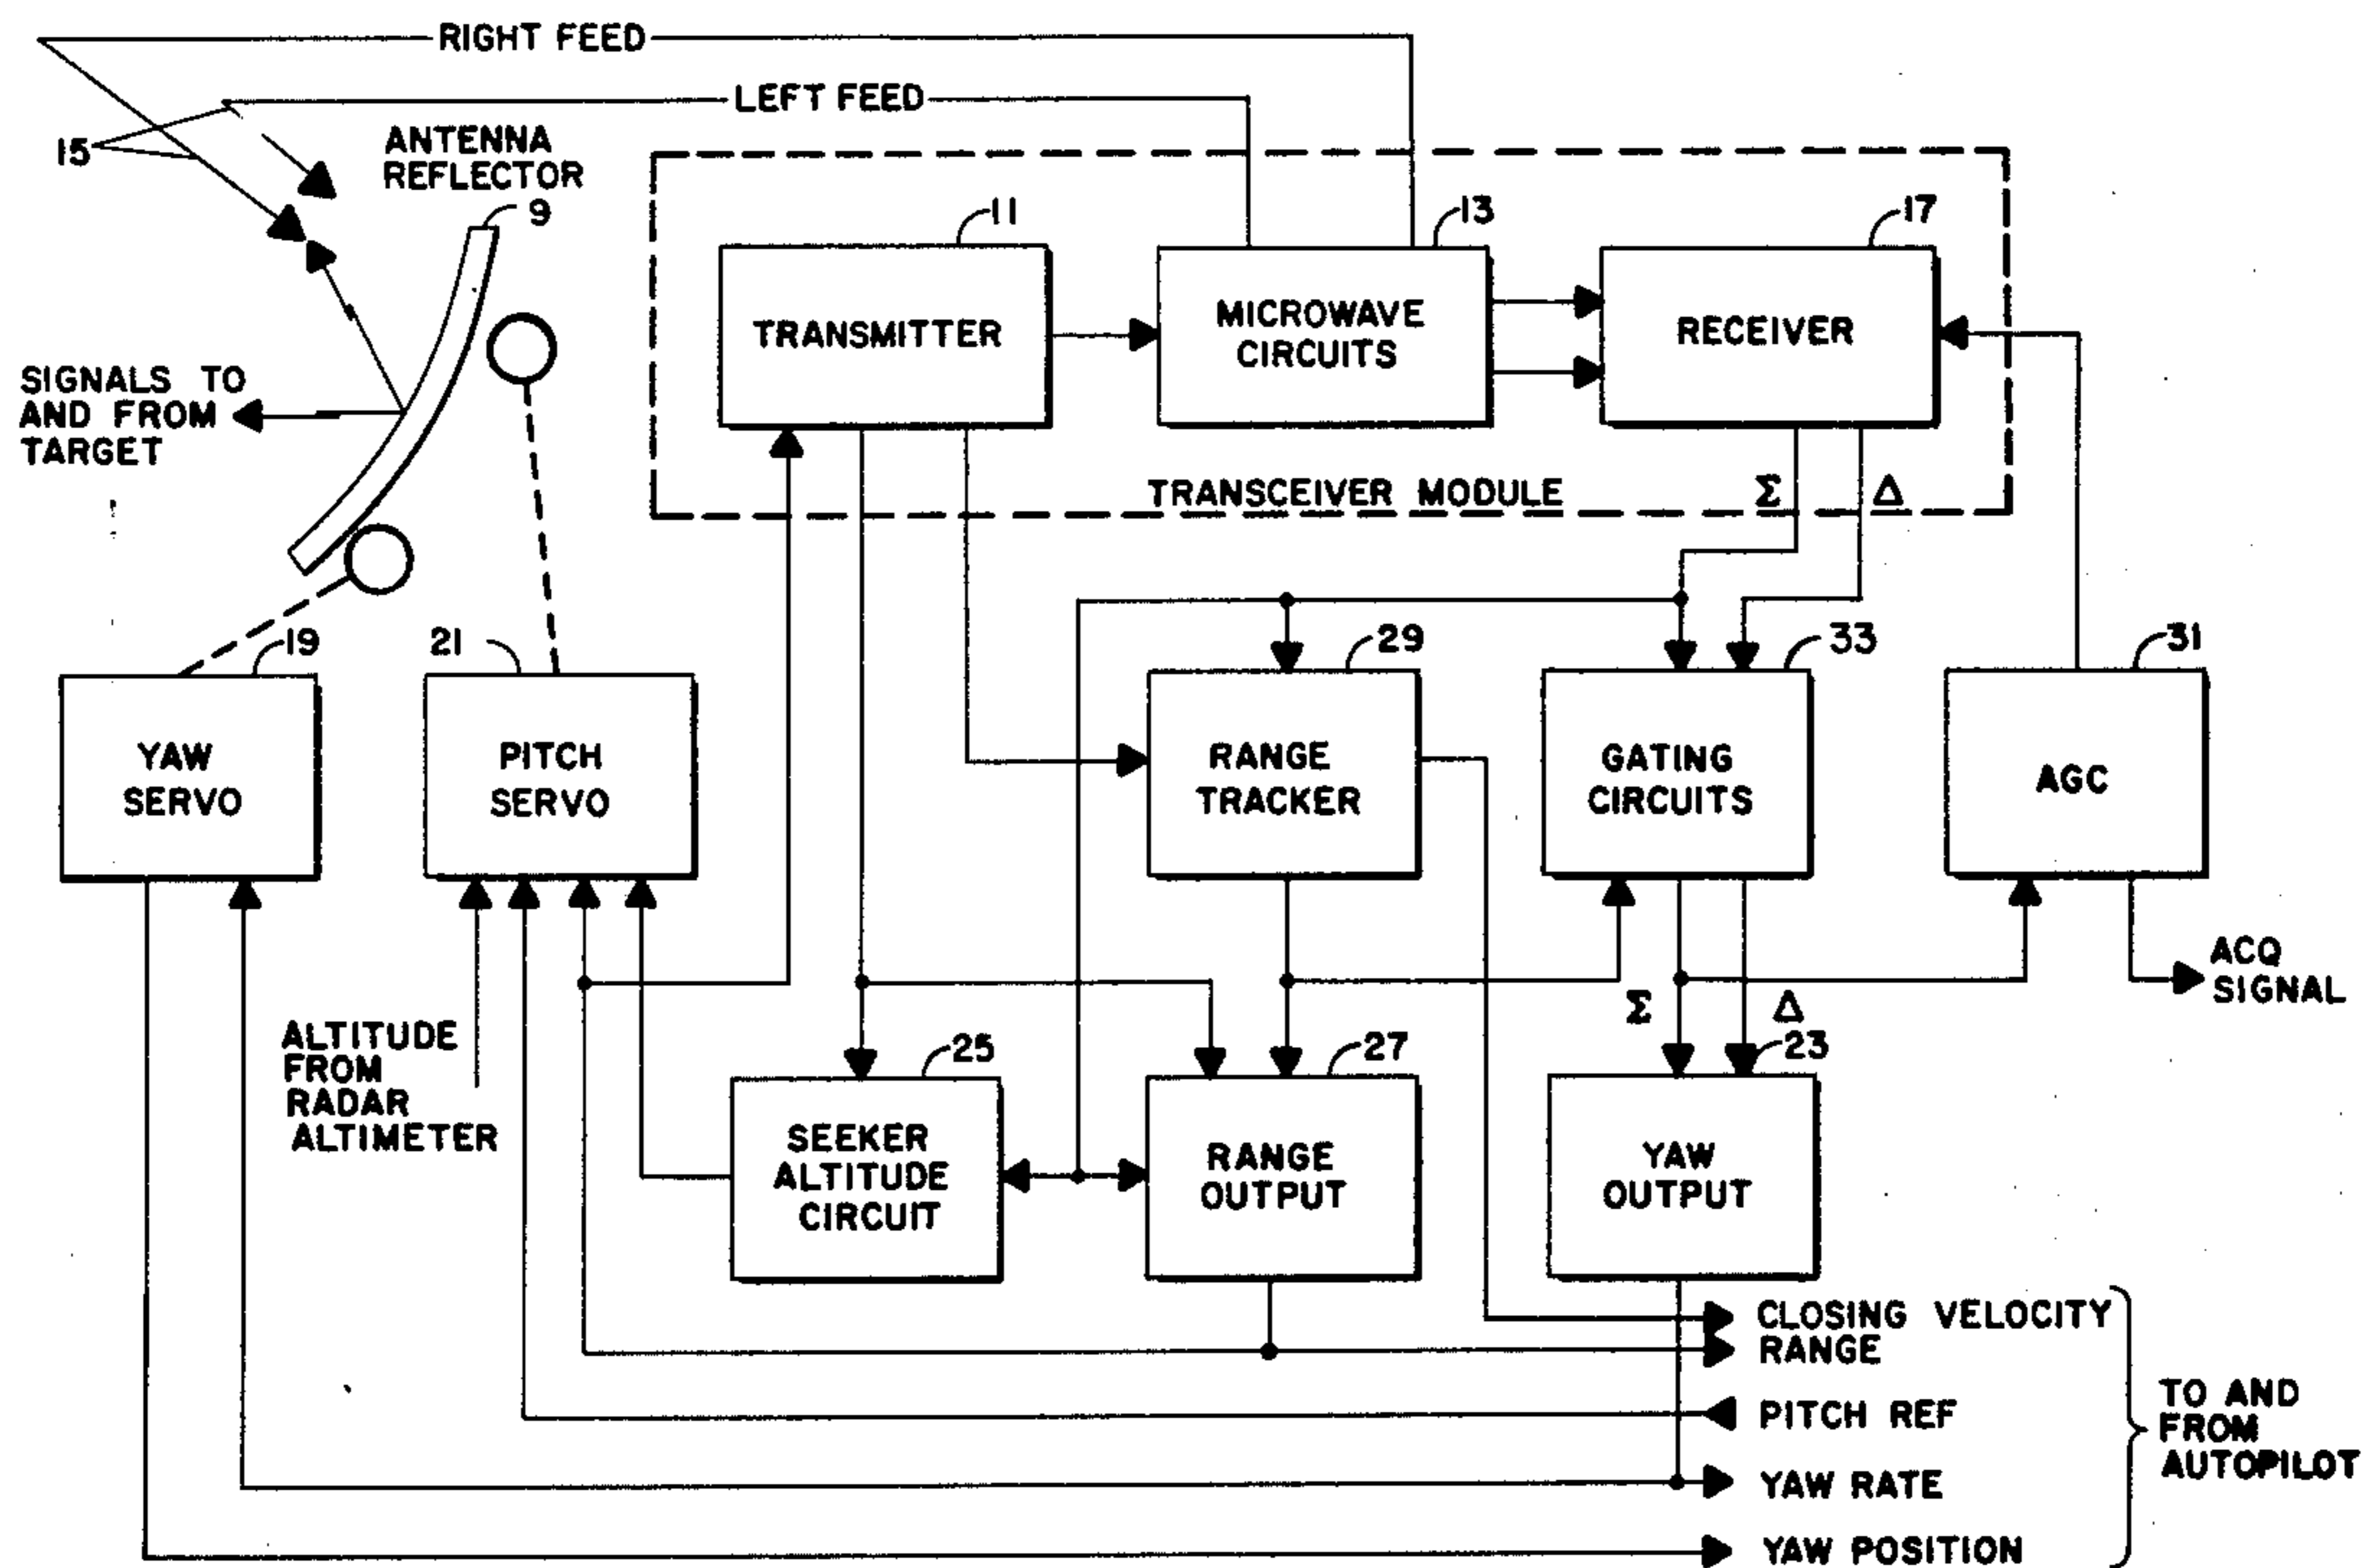 RIGHT FEED
LEFT FEED
15
ANTENNA
REFLECTOR
9
11
13
17
TRANSMITTER
MICROWAVE
CIRCUITS
RECEIVER
SIGNALS TO
AND FROM
TARGET
TRANSCEIVER MODULE
Σ
Δ
19
21
29
33
31
YAW
SERVO
PITCH
SERVO
RANGE
TRACKER
GATING
CIRCUITS
AGC
ACQ
SIGNAL
Σ
Δ
ALTITUDE
FROM
RADAR
ALTIMETER
25
27
23
SEEKER
ALTITUDE
CIRCUIT
RANGE
OUTPUT
YAW
OUTPUT
CLOSING VELOCITY
RANGE
PITCH REF
YAW RATE
YAW POSITION
TO AND
FROM
AUTOPILOT